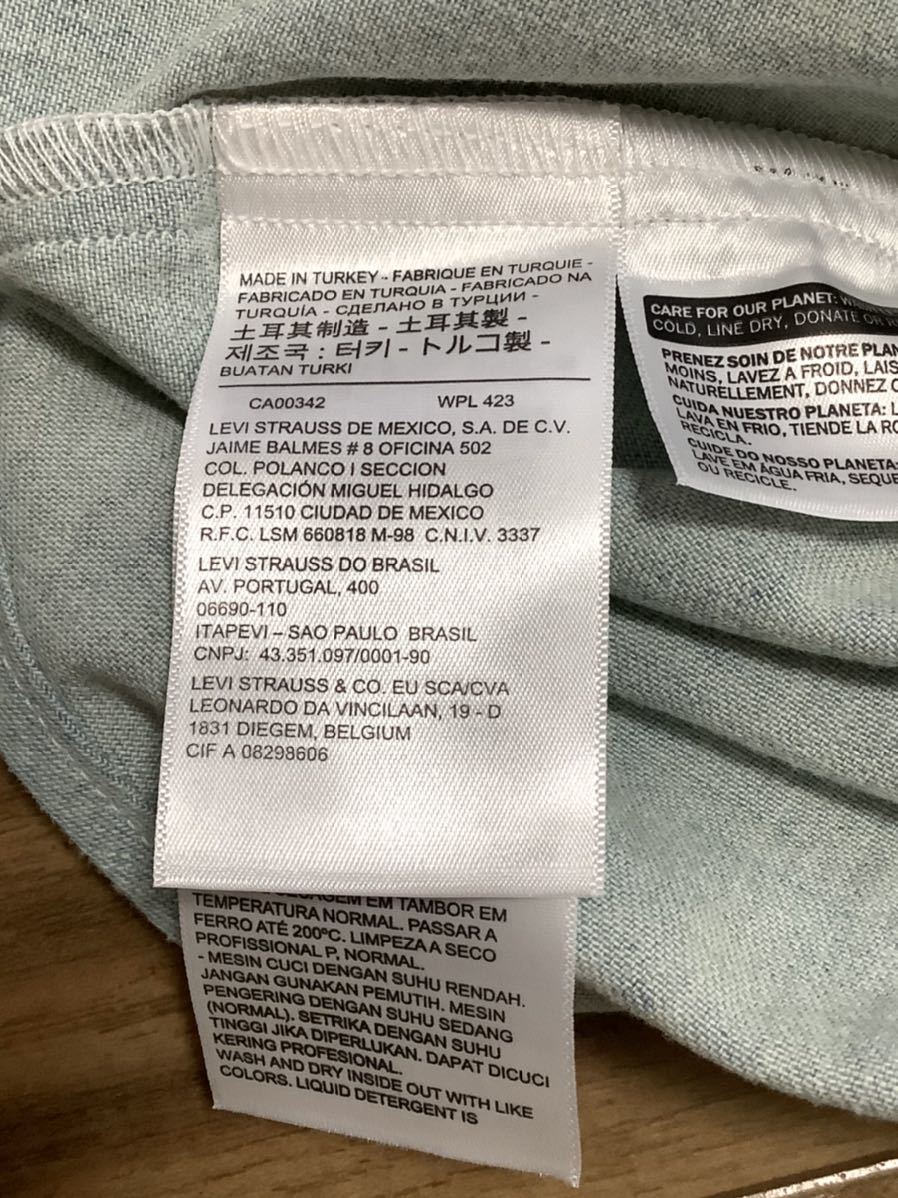 MADE IN TURKEY - FABRIQUE EN TURQUIE -
FABRICADO EN TURQUIA - FABRICADO NA
TURQUIA - СДЕЛАНО В ТУРЦИИ -
土耳其制造 - 土耳其製 -
제조국 : 터키 - トルコ製 -
BUATAN TURKI
CA00342 WPL 423
LEVI STRAUSS DE MEXICO, S.A. DE C.V.
JAIME BALMES # 8 OFICINA 502
COL. POLANCO I SECCION
DELEGACIÓN MIGUEL HIDALGO
C.P. 11510 CIUDAD DE MEXICO
R.F.C. LSM 660818 M-98 C.N.I.V. 3337
LEVI STRAUSS DO BRASIL
AV. PORTUGAL, 400
06690-110
ITAPEVI – SAO PAULO BRASIL
CNPJ: 43.351.097/0001-90
LEVI STRAUSS & CO. EU SCA/CVA
LEONARDO DA VINCILAAN, 19 - D
1831 DIEGEM, BELGIUM
CIF A 08298606
EM TAMBOR EM
TEMPERATURA NORMAL. PASSAR A
FERRO ATÉ 200ºC. LIMPEZA A SECO
PROFISSIONAL P, NORMAL.
- MESIN CUCI DENGAN SUHU RENDAH.
JANGAN GUNAKAN PEMUTIH. MESIN
PENGERING DENGAN SUHU SEDANG
(NORMAL). SETRIKA DENGAN SUHU
TINGGI JIKA DIPERLUKAN. DAPAT DICUCI
KERING PROFESIONAL.
WASH AND DRY INSIDE OUT WITH LIKE
COLORS. LIQUID DETERGENT IS
CARE FOR OUR PLANET:
COLD, LINE DRY, DONATE OR
PRENEZ SOIN DE NOTRE
MOINS, LAVEZ A FROID,
NATURELLEMENT, DONNEZ
CUIDA NUESTRO PLANETA:
LAVA EN FRIO, TIENDE LA
RECICLA.
CUIDE DO NOSSO PLANETA:
LAVE EM ÁGUA FRIA,
OU RECICLE.